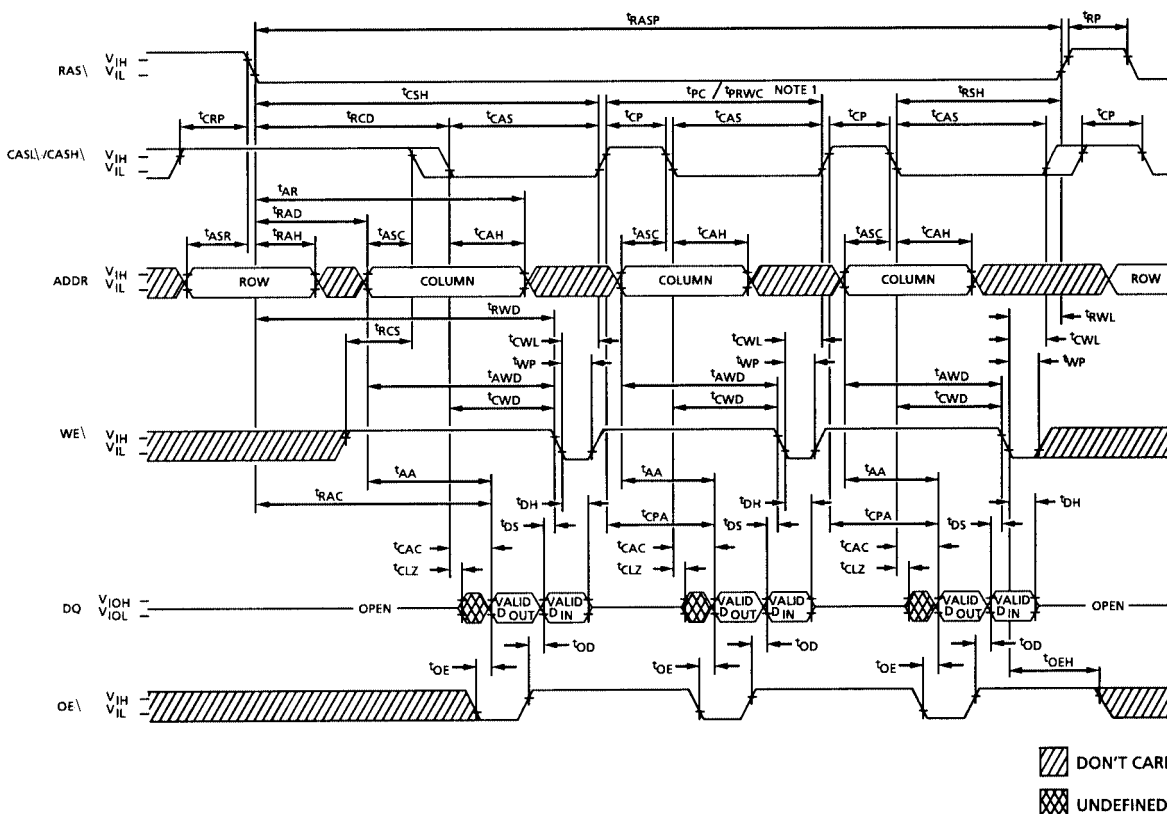 tRASP tRP
RAS\ VIH VIL
tCSH tPC / tPRWC NOTE 1 tRSH
tCRP tRCD tCAS tCP tCAS tCP tCAS tCP
CASL\ /CASH\ VIH VIL
tAR
tRAD
tASR tRAH tASC tCAH tASC tCAH tASC tCAH
ADDR VIH VIL ROW COLUMN COLUMN COLUMN ROW
tRWD tRWL
tRCS tCWL tCWL tCWL
tWP tWP tWP
tAWD tAWD tAWD
tCWD tCWD tCWD
WE\ VIH VIL
tAA tAA tAA
tRAC tDH tDH tDH
tCPA tCPA
tDS tDS tDS
tCAC tCAC tCAC
tCLZ tCLZ tCLZ
DQ VIOH VIOL OPEN VALID DOUT VALID DIN VALID DOUT VALID DIN VALID DOUT VALID DIN OPEN
tOD tOD tOD
tOE tOE tOE tOEH
OE\ VIH VIL
DON'T CARE
UNDEFINED